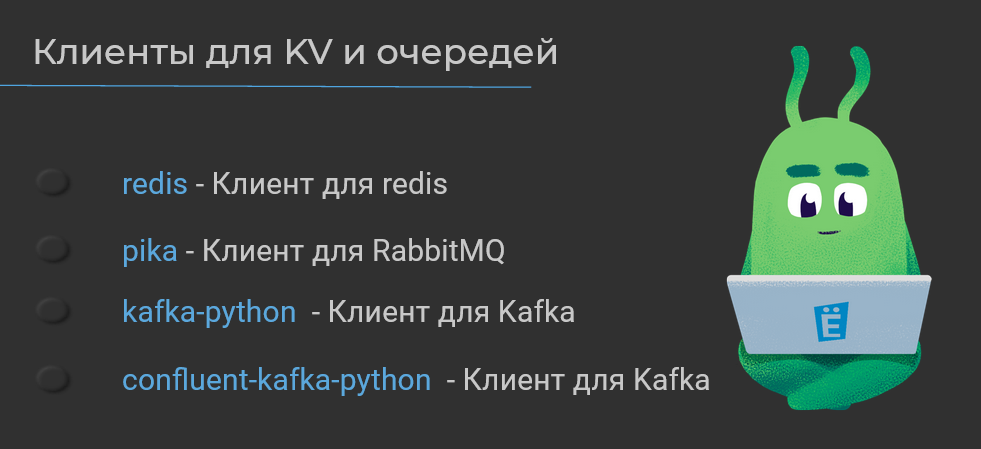 Клиенты для KV и очередей
redis - Клиент для redis
pika - Клиент для RabbitMQ
kafka-python - Клиент для Kafka
confluent-kafka-python - Клиент для Kafka
Ё